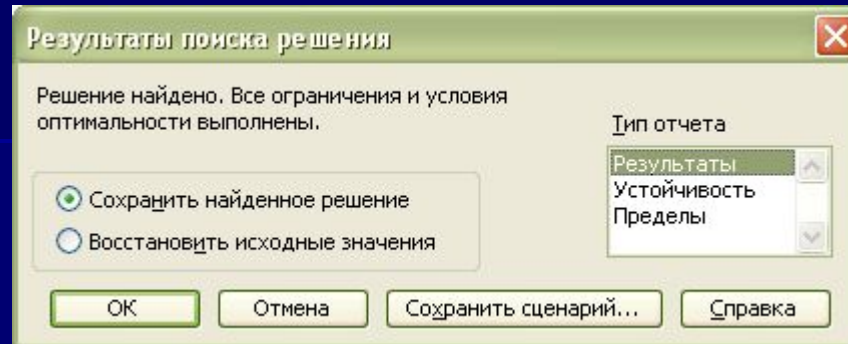 Результаты поиска решения
Решение найдено. Все ограничения и условия
оптимальности выполнены.
Тип отчета
Результаты
Устойчивость
Пределы
Сохранить найденное решение
Восстановить исходные значения
ОК
Отмена
Сохранить сценарий...
Справка